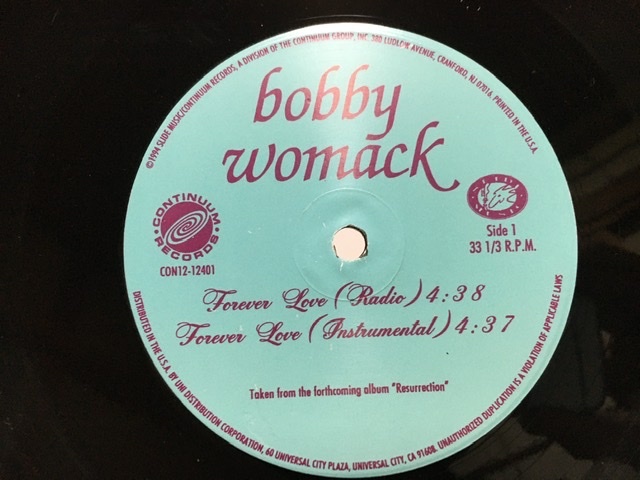 ©1994 SLIDE MUSIC/CONTINUUM RECORDS, A DIVISION OF THE CONTINUUM GROUP, INC. 380 LUDLOW AVENUE, CRANFORD, NJ 07016. PRINTED IN THE U.S.A.
bobby
womack
CONTINUUM
RECORDS
CON12-12401
Side 1
33 1/3 R.P.M.
Forever Love (Radio) 4:38
Forever Love (Instrumental) 4:37
Taken from the forthcoming album "Resurrection"
DISTRIBUTED IN THE U.S.A. BY UNI DISTRIBUTION CORPORATION, 60 UNIVERSAL CITY PLAZA, UNIVERSAL CITY, CA 91608. UNAUTHORIZED DUPLICATION IS A VIOLATION OF APPLICABLE LAWS